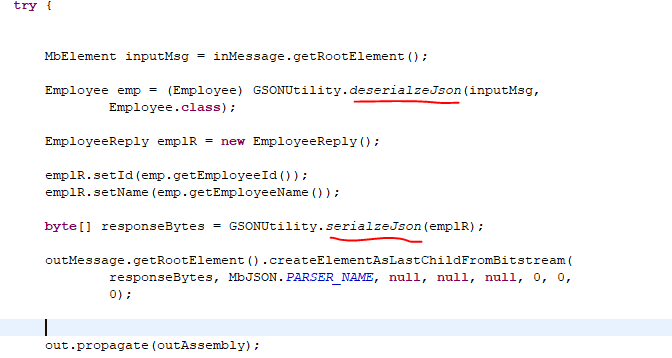 try {
MbElement inputMsg = inMessage.getRootElement();
Employee emp = (Employee) GSONUtility.deserialzeJson(inputMsg,
Employee.class);
EmployeeReply emplR = new EmployeeReply();
emplR.setId(emp.getEmployeeId());
emplR.setName(emp.getEmployeeName());
byte[] responseBytes = GSONUtility.serialzeJson(emplR);
outMessage.getRootElement().createElementAsLastChildFromBitstream(
responseBytes, MbJSON.PARSER_NAME, null, null, null, 0, 0,
0);
out.propagate(outAssembly);